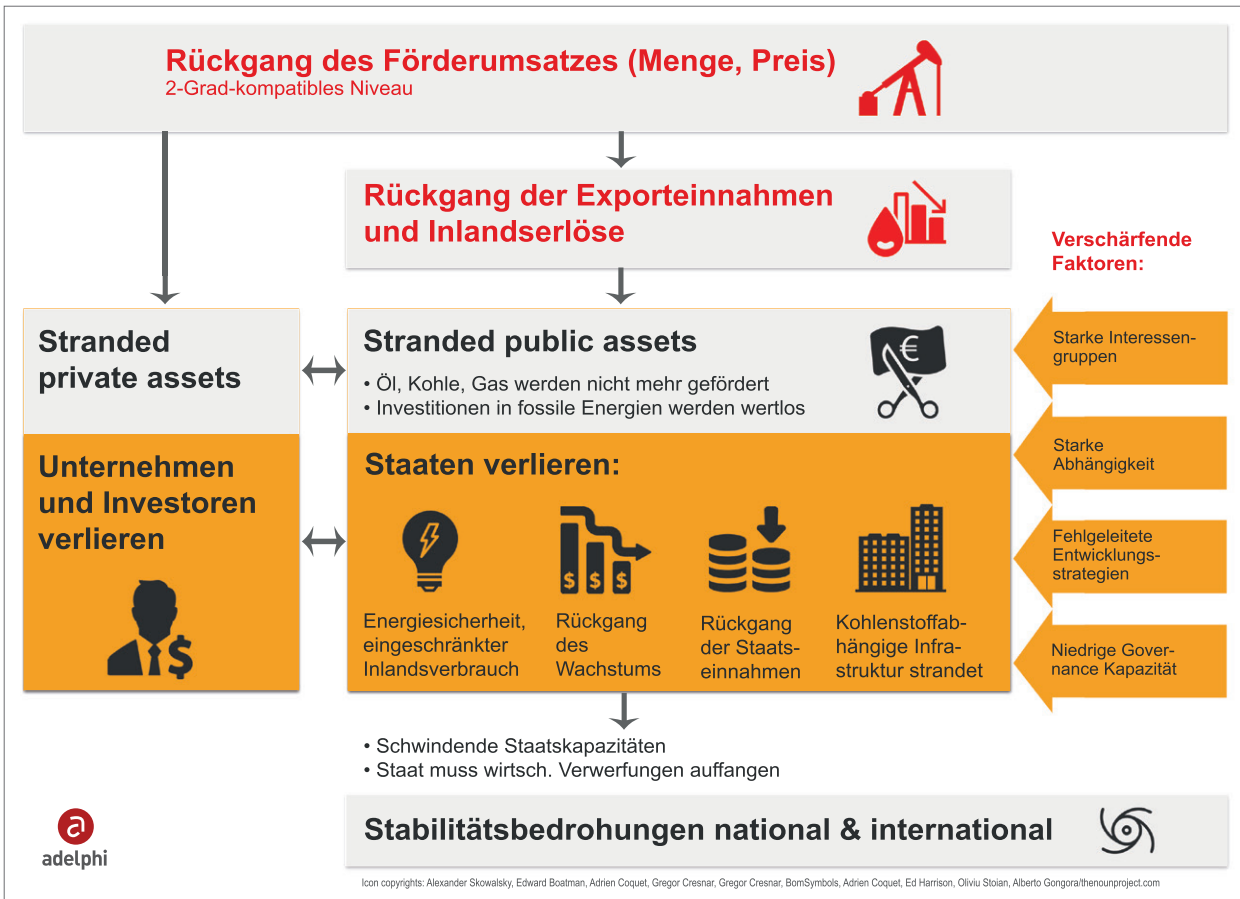 Rückgang des Förderumsatzes (Menge, Preis)
2-Grad-kompatibles Niveau
Rückgang der Exporteinnahmen
und Inlandserlöse
Verschärfende
Faktoren:
Stranded
private assets
Unternehmen
und Investoren
verlieren
$
Stranded public assets
€
• Öl, Kohle, Gas werden nicht mehr gefördert
• Investitionen in fossile Energien werden wertlos
Staaten verlieren:
$ $ $
Energiesicherheit,
eingeschränkter
Inlandsverbrauch
Rückgang
des
Wachstums
Rückgang
der Staats-
einnahmen
Kohlenstoffab-
hängige Infra-
struktur strandet
Starke Interessen-
gruppen
Starke
Abhängigkeit
Fehlgeleitete
Entwicklungs-
strategien
Niedrige Gover-
nance Kapazität
• Schwindende Staatskapazitäten
• Staat muss wirtsch. Verwerfungen auffangen
Stabilitätsbedrohungen national & international
a
adelphi
Icon copyrights: Alexander Skowalsky, Edward Boatman, Adrien Coquet, Gregor Cresnar, Gregor Cresnar, BomSymbols, Adrien Coquet, Ed Harrison, Oliviu Stoian, Alberto Gongora/thenounproject.com